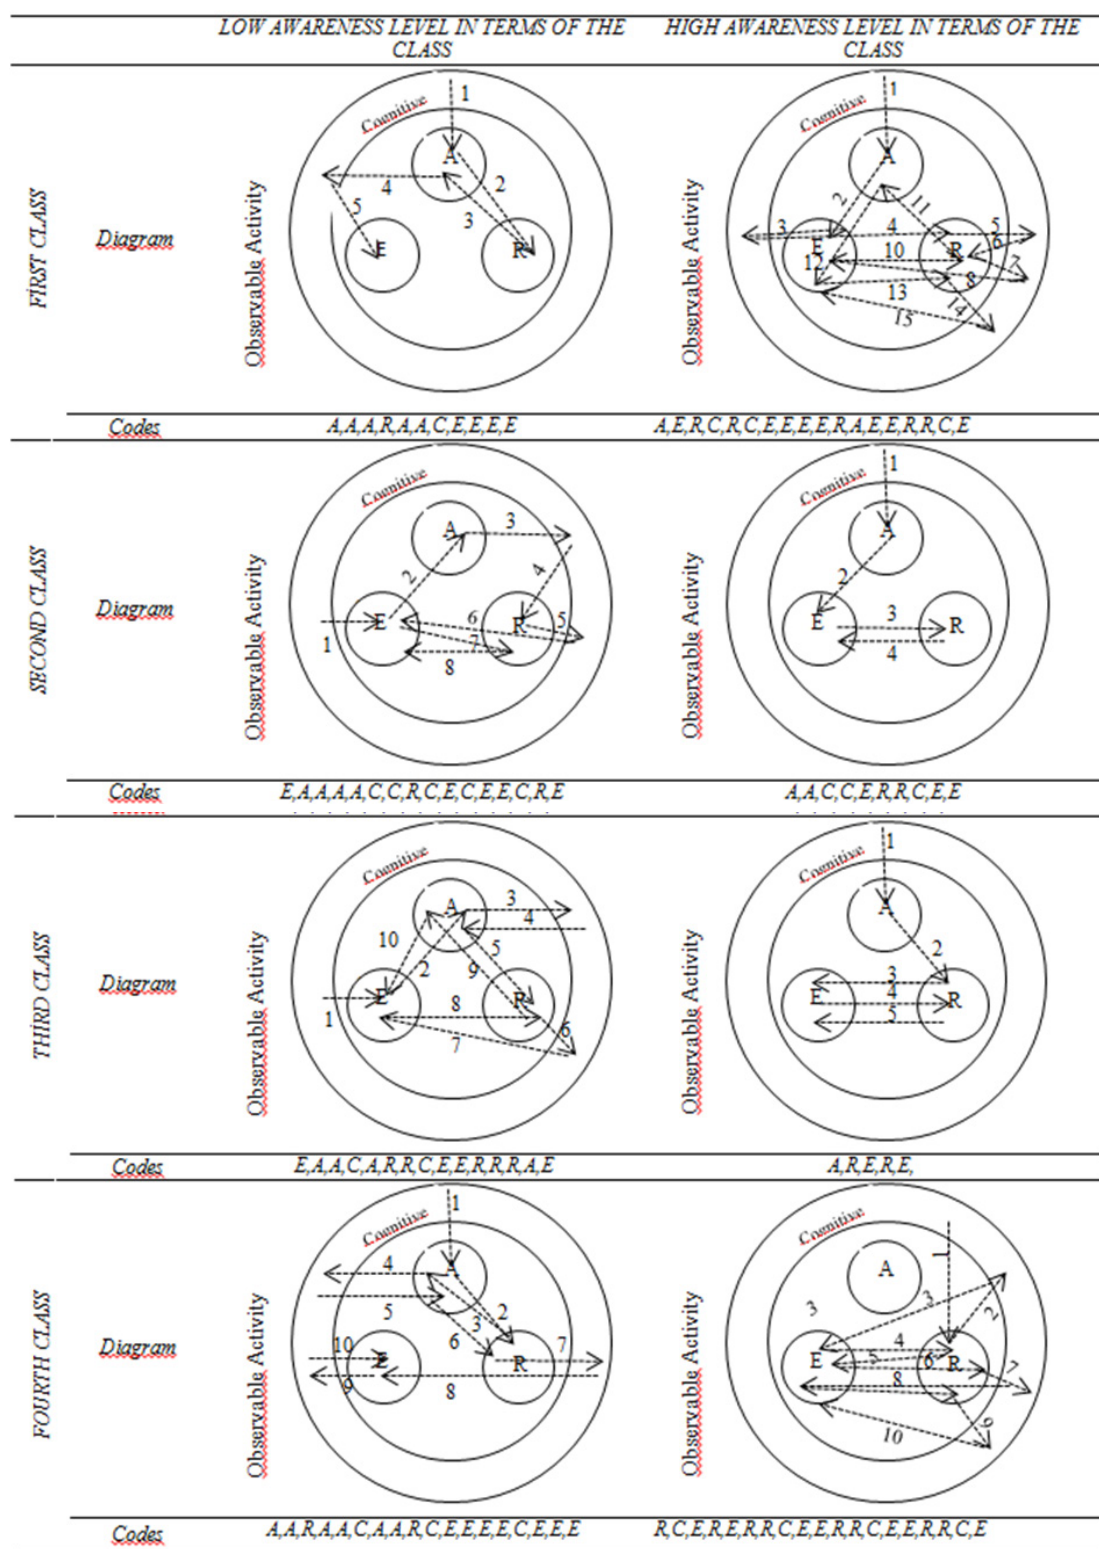 LOW AWARENESS LEVEL IN TERMS OF THE CLASS
HIGH AWARENESS LEVEL IN TERMS OF THE CLASS
FİRST CLASS
Diagram
Observable Activity
Cognitive
A
E
R
1
2
3
4
5
Observable Activity
Cognitive
A
E
R
1
2
3
4
5
6
7
8
10
11
12
13
14
15
Codes
A,A,A,R,A,A,C,E,E,E,E
A,E,R,C,R,C,E,E,E,E,R,A,E,E,R,R,C,E
SECOND CLASS
Diagram
Observable Activity
Cognitive
A
E
R
1
2
3
4
5
6
7
8
Observable Activity
Cognitive
A
E
R
1
2
3
4
Codes
E,A,A,A,A,C,C,R,C,E,C,E,E,C,R,E
A,A,C,C,E,R,R,C,E,E
THİRD CLASS
Diagram
Observable Activity
Cognitive
A
E
R
1
2
3
4
5
6
7
8
9
10
Observable Activity
Cognitive
A
E
R
1
2
3
4
5
Codes
E,A,A,C,A,R,R,C,E,E,R,R,R,A,E
A,R,E,R,E,
FOURTH CLASS
Diagram
Observable Activity
Cognitive
A
E
R
1
2
3
4
5
6
7
8
9
10
Observable Activity
Cognitive
A
E
R
1
2
3
3
4
5
6
7
8
9
10
Codes
A,A,R,A,A,C,A,A,R,C,E,E,E,E,C,E,E,E
R,C,E,R,E,R,R,C,E,E,R,R,C,E,E,R,R,C,E